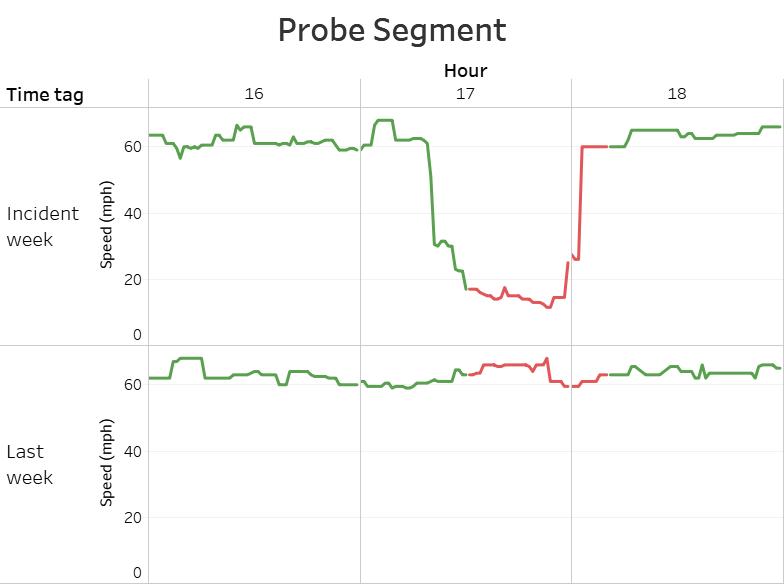 Probe Segment
Hour
Time tag
16
17
18
Incident
week
Speed (mph)
60
40
20
0
Last
week
Speed (mph)
60
40
20
0